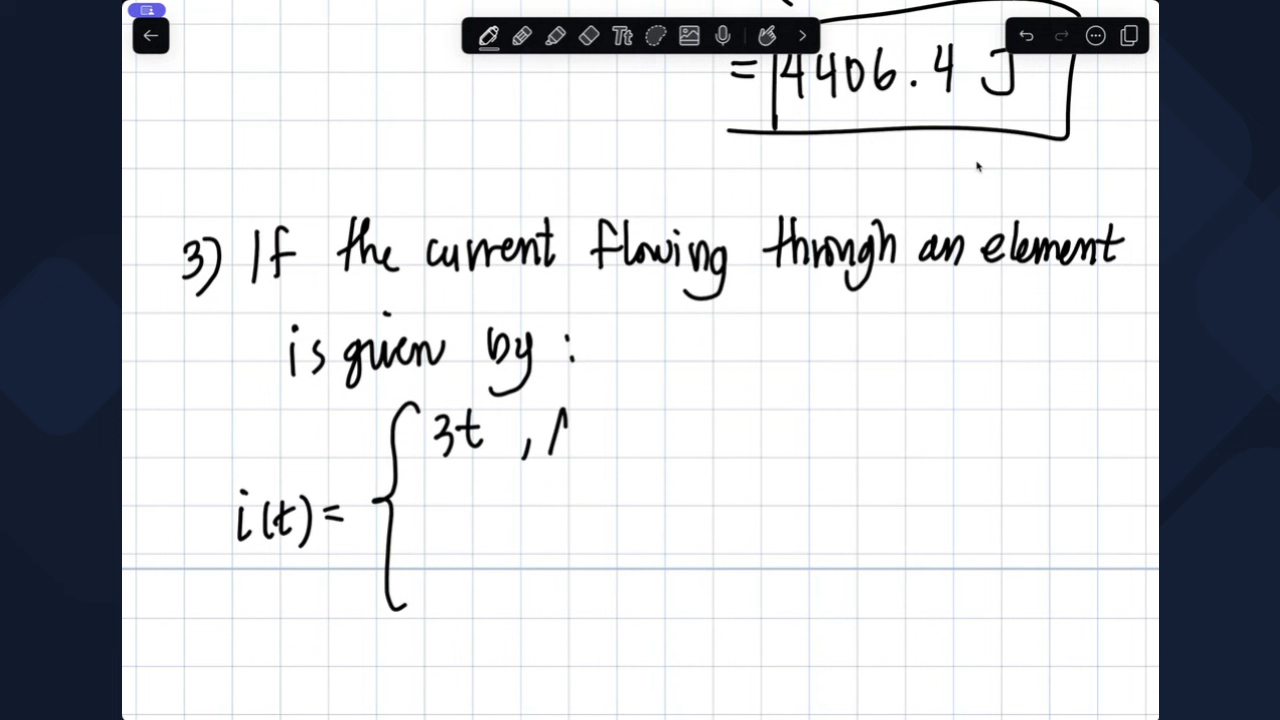 = 4406.4 J
3) If the current flowing through an element
is given by :
3t , A
i(t) =